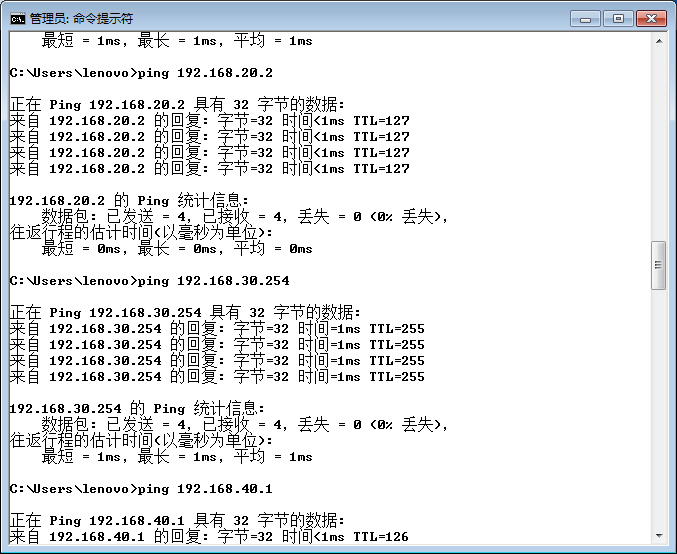 管理员: 命令提示符
最短 = 1ms，最长 = 1ms，平均 = 1ms
C:\Users\lenovo>ping 192.168.20.2
正在 Ping 192.168.20.2 具有 32 字节的数据:
来自 192.168.20.2 的回复: 字节=32 时间<1ms TTL=127
来自 192.168.20.2 的回复: 字节=32 时间<1ms TTL=127
来自 192.168.20.2 的回复: 字节=32 时间<1ms TTL=127
来自 192.168.20.2 的回复: 字节=32 时间<1ms TTL=127
192.168.20.2 的 Ping 统计信息:
数据包: 已发送 = 4，已接收 = 4，丢失 = 0 (0% 丢失)，
往返行程的估计时间(以毫秒为单位):
最短 = 0ms，最长 = 0ms，平均 = 0ms
C:\Users\lenovo>ping 192.168.30.254
正在 Ping 192.168.30.254 具有 32 字节的数据:
来自 192.168.30.254 的回复: 字节=32 时间=1ms TTL=255
来自 192.168.30.254 的回复: 字节=32 时间=1ms TTL=255
来自 192.168.30.254 的回复: 字节=32 时间=1ms TTL=255
来自 192.168.30.254 的回复: 字节=32 时间=1ms TTL=255
192.168.30.254 的 Ping 统计信息:
数据包: 已发送 = 4，已接收 = 4，丢失 = 0 (0% 丢失)，
往返行程的估计时间(以毫秒为单位):
最短 = 1ms，最长 = 1ms，平均 = 1ms
C:\Users\lenovo>ping 192.168.40.1
正在 Ping 192.168.40.1 具有 32 字节的数据:
来自 192.168.40.1 的回复: 字节=32 时间<1ms TTL=126